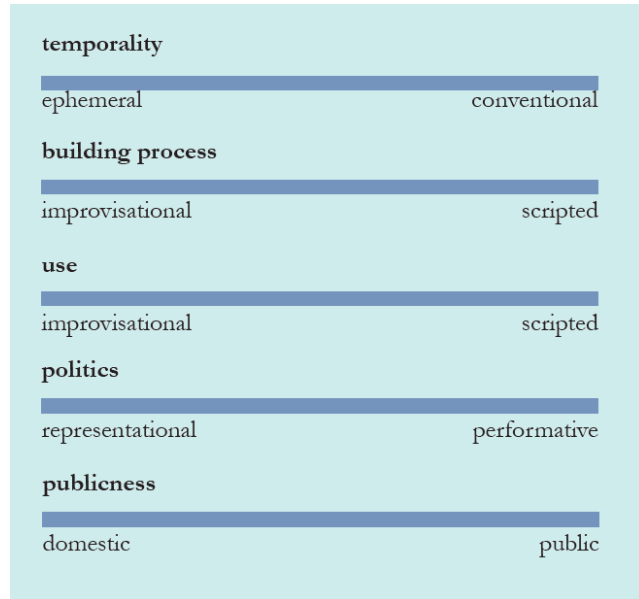 temporality
ephemeral conventional
building process
improvisational scripted
use
improvisational scripted
politics
representational performative
publicness
domestic public